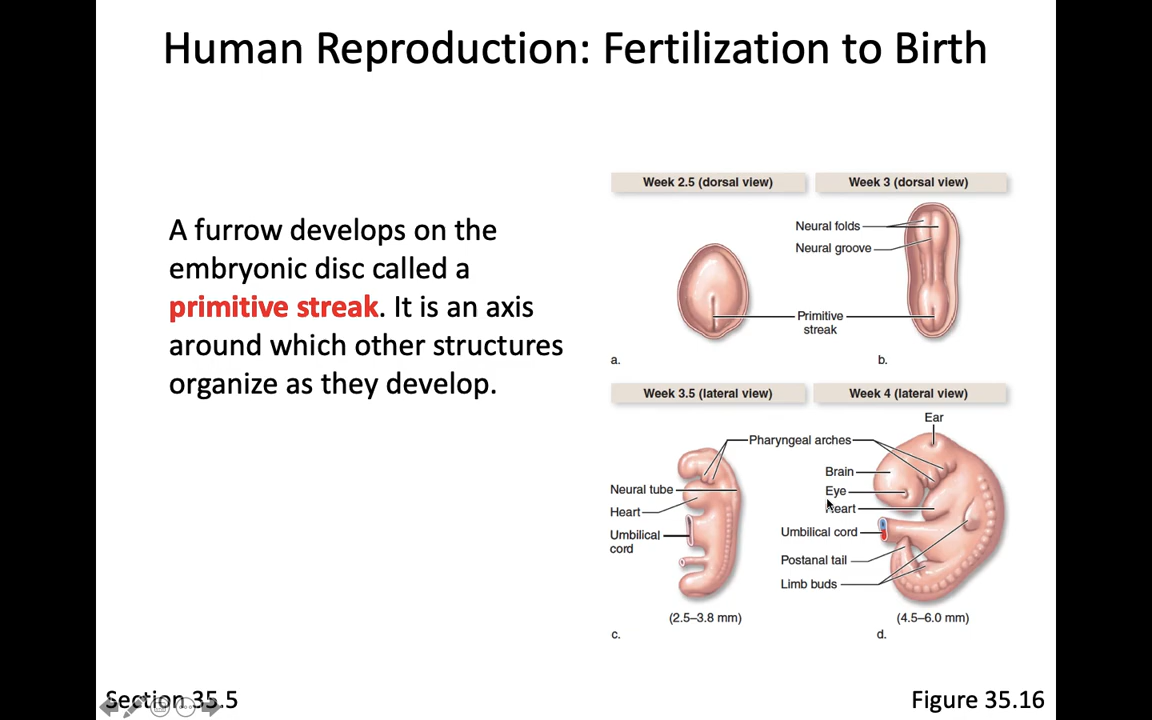 Human Reproduction: Fertilization to Birth
A furrow develops on the
embryonic disc called a
primitive streak. It is an axis
around which other structures
organize as they develop.
Week 2.5 (dorsal view)
Week 3 (dorsal view)
Neural folds
Neural groove
Primitive
streak
a.
b.
Week 3.5 (lateral view)
Week 4 (lateral view)
Ear
Pharyngeal arches
Brain
Neural tube
Eye
Heart
Heart
Umbilical
cord
Umbilical cord
Postanal tail
Limb buds
(2.5–3.8 mm)
(4.5–6.0 mm)
c.
d.
Section 35.5
Figure 35.16